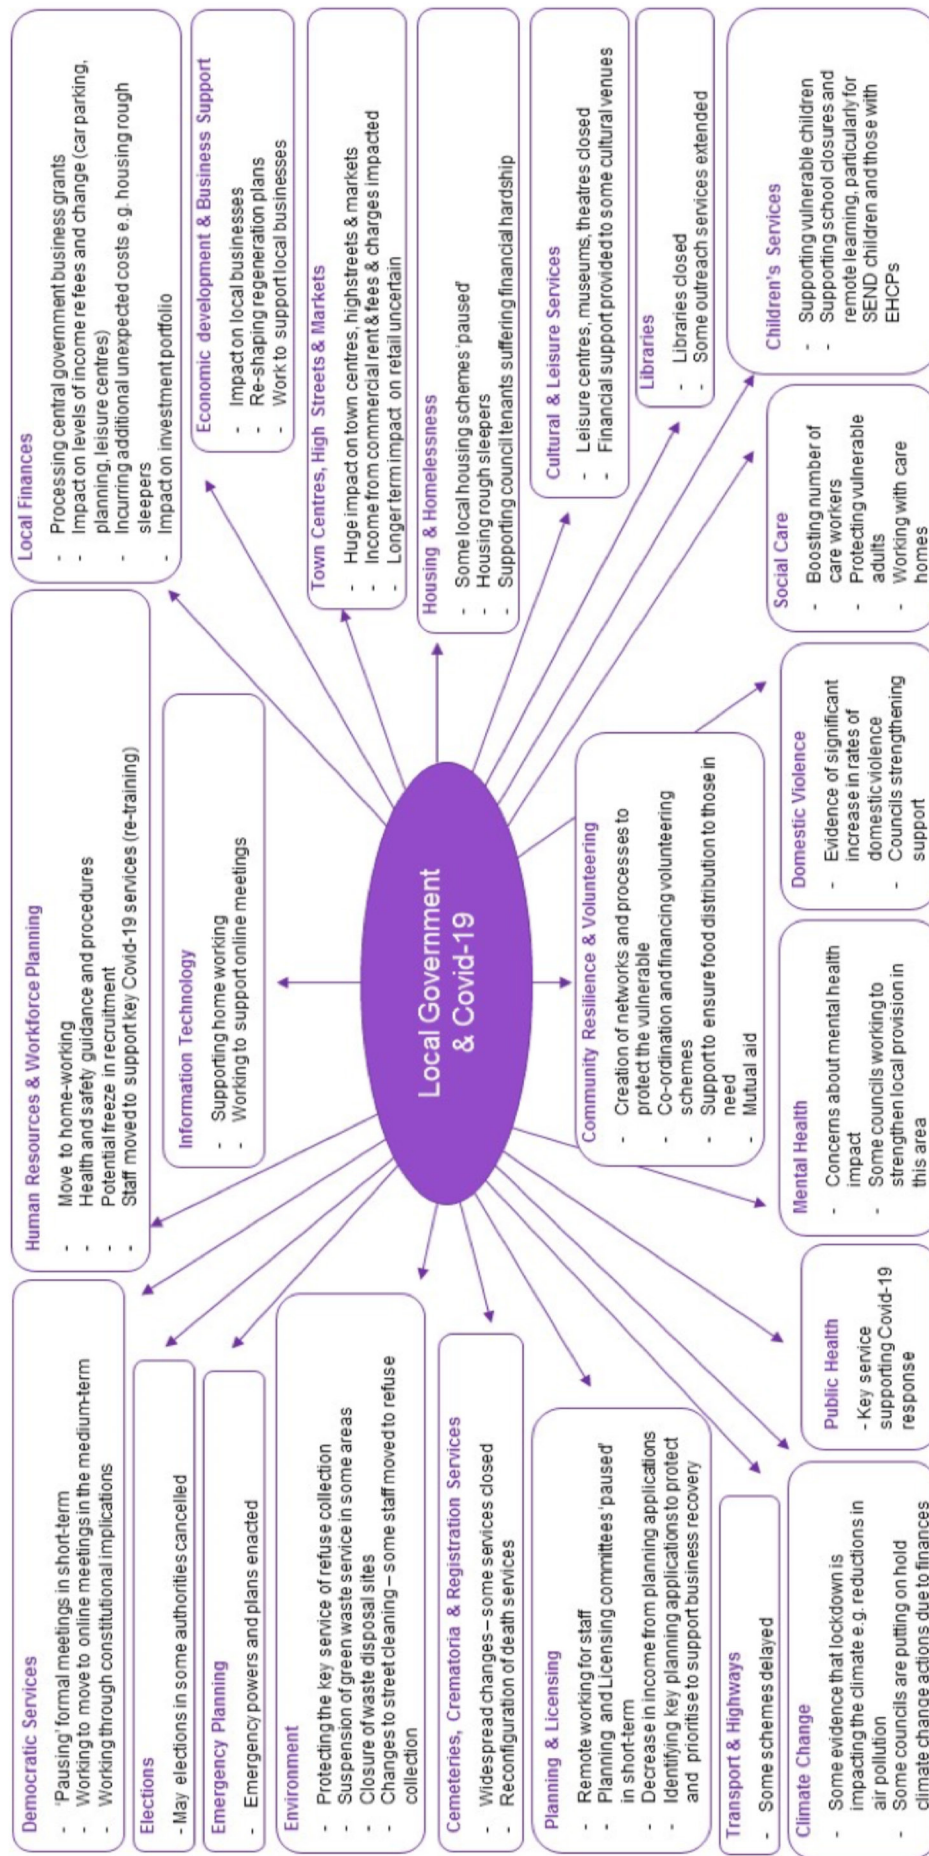 Democratic Services
- 'Pausing' formal meetings in short-term
- Working to move to online meetings in the medium-term
- Working through constitutional implications
Elections
- May elections in some authorities cancelled
Emergency Planning
- Emergency powers and plans enacted
Environment
- Protecting the key service of refuse collection
- Suspension of green waste service in some areas
- Closure of waste disposal sites
- Changes to street cleaning – some staff moved to refuse
collection
Cemeteries, Crematoria & Registration Services
- Widespread changes – some services closed
- Reconfiguration of death services
Planning & Licensing
- Remote working for staff
- Planning and Licensing committees 'paused'
in short-term
- Decrease in income from planning applications
- Identifying key planning applications to protect
and prioritise to support business recovery
Transport & Highways
- Some schemes delayed
Climate Change
- Some evidence that lockdown is
impacting the climate e.g. reductions in
air pollution
- Some councils are putting on hold
climate change actions due to finances
Human Resources & Workforce Planning
- Move to home-working
- Health and safety guidance and procedures
- Potential freeze in recruitment
- Staff moved to support key Covid-19 services (re-training)
Information Technology
- Supporting home working
- Working to support online meetings
Local Government
& Covid-19
Community Resilience & Volunteering
- Creation of networks and processes to
protect the vulnerable
- Co-ordination and financing volunteering
schemes
- Support to ensure food distribution to those in
need
- Mutual aid
Public Health
- Key service
supporting Covid-19
response
Mental Health
- Concerns about mental health
impact
- Some councils working to
strengthen local provision in
this area
Domestic Violence
- Evidence of significant
increase in rates of
domestic violence
- Councils strengthening
support
Social Care
- Boosting number of
care workers
- Protecting vulnerable
adults
- Working with care
homes
Local Finances
- Processing central government business grants
- Impact on levels of income fees and change (car parking,
planning, leisure centres)
- Incurring additional unexpected costs e.g. housing rough
sleepers
- Impact on investment portfolio
Economic development & Business Support
- Impact on local businesses
- Re-shaping regeneration plans
- Work to support local businesses
Town Centres, High Streets & Markets
- Huge impact on town centres, highstreets & markets
- Income from commercial rent & fees & charges impacted
- Longer term impact on retail uncertain
Housing & Homelessness
- Some local housing schemes 'paused'
- Housing rough sleepers
- Supporting council tenants suffering financial hardship
Cultural & Leisure Services
- Leisure centres, museums, theatres closed
- Financial support provided to some cultural venues
Libraries
- Libraries closed
- Some outreach services extended
Children's Services
- Supporting vulnerable children
- Supporting school closures and
remote learning, particularly for
SEND children and those with
EHCPs